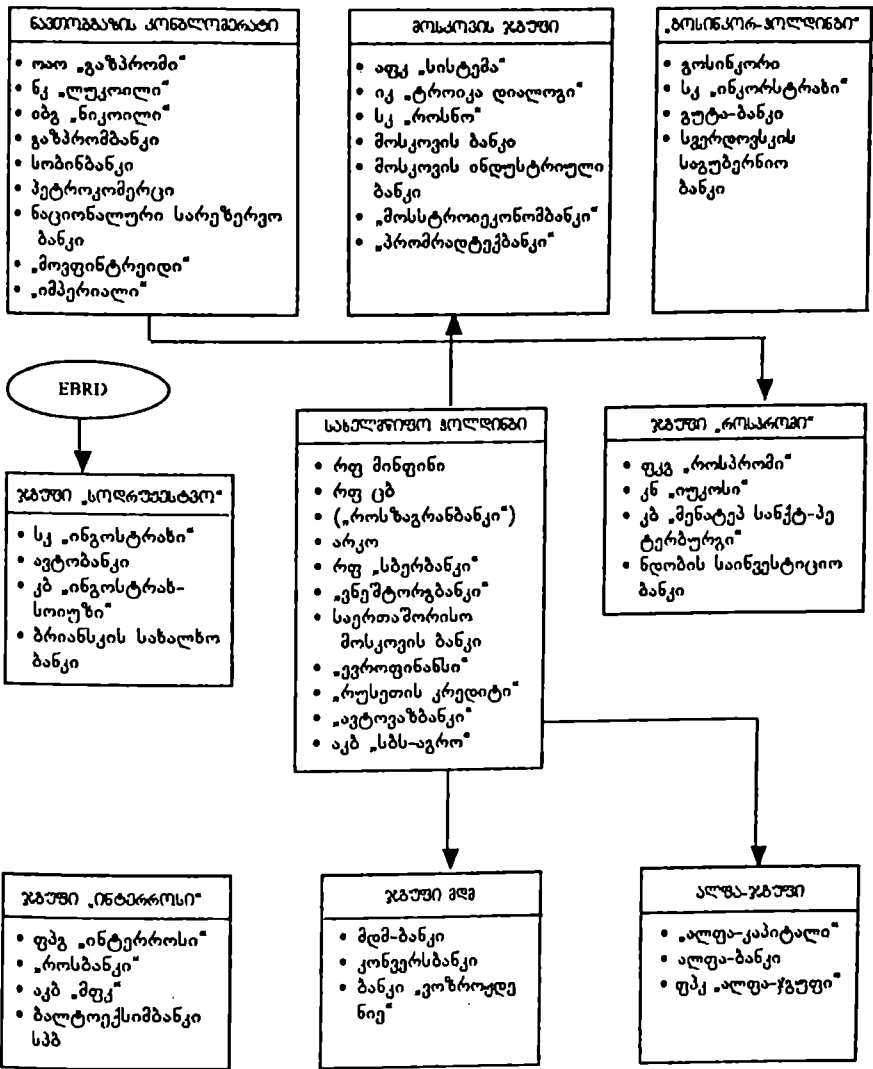 ნავთობგაზის კონგლომერატი
• ოაო „გაზპრომი“
• ნკ „ლუკოილი“
• იბგ „ნიკოილი“
• გაზპრომბანკი
• სობინბანკი
• პეტროკომერცი
• ნაციონალური სარეზერვო
ბანკი
• „მოვფინტრეიდი“
• „იმპერიალი“
მოსკოვის ჯგუფი
• აფკ „სისტემა“
• იკ „ტროიკა დიალოგი“
• სკ „როსნო“
• მოსკოვის ბანკი
• მოსკოვის ინდუსტრიული
ბანკი
• „მოსსტროიეკონომბანკი“
• „პრომრადტექბანკი“
„გოსინკორ-ჰოლდინგი“
• გოსინკორი
• სკ „ინკორსტრახი“
• გუტა-ბანკი
• სვერდოვსკის
საგუბერნიო
ბანკი
EBRD
ჯგუფი „სოდრუჟესტვო“
• სკ „ინგოსტრახი“
• ავტობანკი
• კბ „ინგოსტრახ-
სოიუზი“
• ბრიანსკის სახალხო
ბანკი
სახელმწიფო ჰოლდინგი
• რფ მინფინი
• რფ ცბ
• („როსზაგრანბანკი“)
• არკო
• რფ „სბერბანკი“
• „ვნეშტორგბანკი“
• საერთაშორისო
მოსკოვის ბანკი
• „ევროფინანსი“
• „რუსეთის კრედიტი“
• „ავტოვაზბანკი“
• აკბ „სბს-აგრო“
ჯგუფი „როსპრომი“
• ფკგ „როსპრომი“
• კნ „იუკოსი“
• კბ „მენატეპ სანქტ-პე
ტერბურგი“
• ნდობის საინვესტიციო
ბანკი
ჯგუფი „ინტერროსი“
• ფპგ „ინტერროსი“
• „როსბანკი“
• აკბ „მფკ“
• ბალტოექსიმბანკი
სპბ
ჯგუფი მდმ
• მდმ-ბანკი
• კონვერსბანკი
• ბანკი „ვოზროჟდე
ნიე“
ალფა-ჯგუფი
• „ალფა-კაპიტალი“
• ალფა-ბანკი
• ფპკ „ალფა-ჯგუფი“